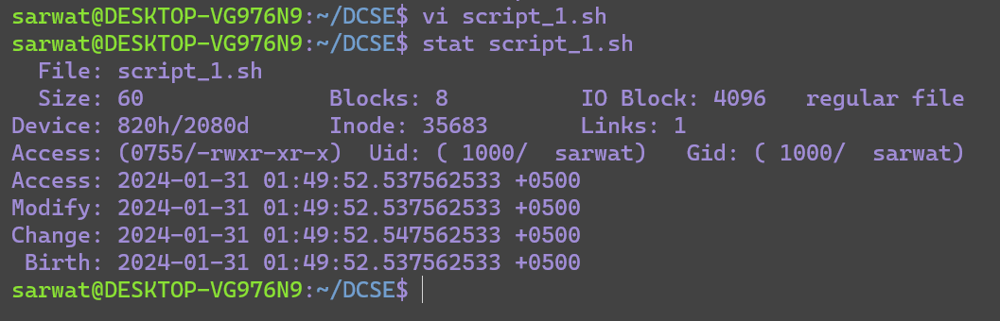 sarwat@DESKTOP-VG976N9:~/DCSE$ vi script_1.sh
sarwat@DESKTOP-VG976N9:~/DCSE$ stat script_1.sh
  File: script_1.sh
  Size: 60              Blocks: 8          IO Block: 4096   regular file
Device: 820h/2080d      Inode: 35683       Links: 1
Access: (0755/-rwxr-xr-x)  Uid: ( 1000/  sarwat)   Gid: ( 1000/  sarwat)
Access: 2024-01-31 01:49:52.537562533 +0500
Modify: 2024-01-31 01:49:52.537562533 +0500
Change: 2024-01-31 01:49:52.547562533 +0500
 Birth: 2024-01-31 01:49:52.537562533 +0500
sarwat@DESKTOP-VG976N9:~/DCSE$